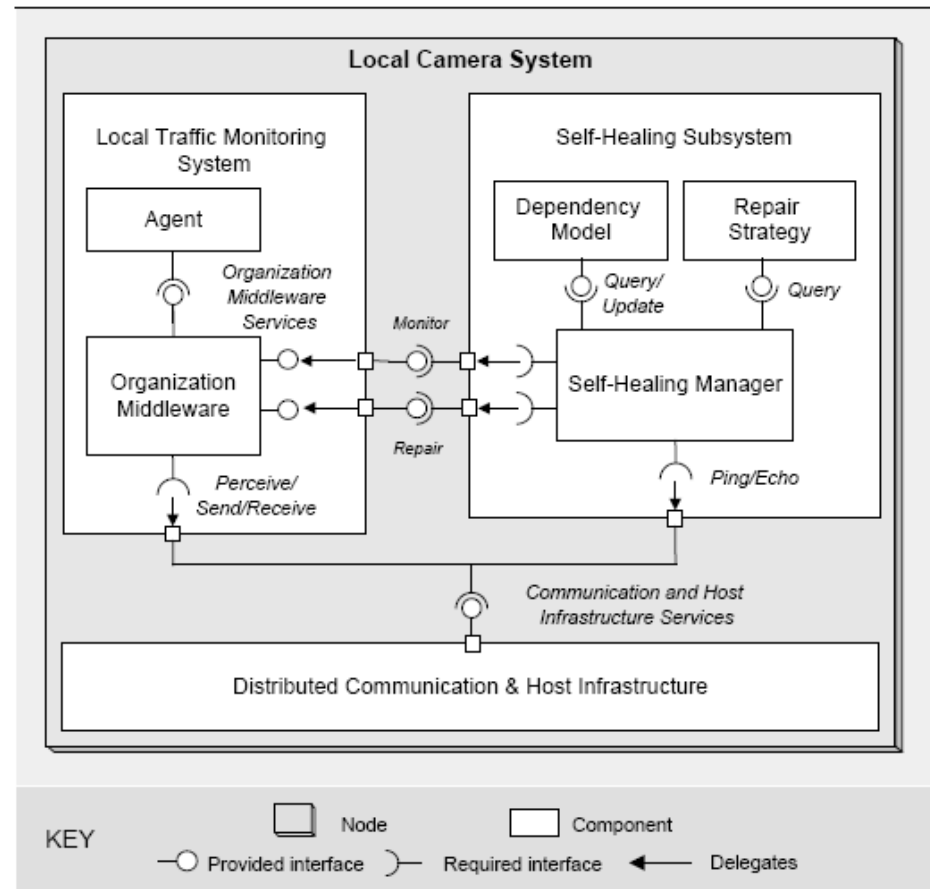 Local Camera System
Local Traffic Monitoring
System
Agent
Organization
Middleware
Services
Organization
Middleware
Perceive/
Send/Receive
Monitor
Repair
Self-Healing Subsystem
Dependency
Model
Repair
Strategy
Query/
Update
Query
Self-Healing Manager
Ping/Echo
Communication and Host
Infrastructure Services
Distributed Communication & Host Infrastructure
KEY
Node
Component
Provided interface
Required interface
Delegates